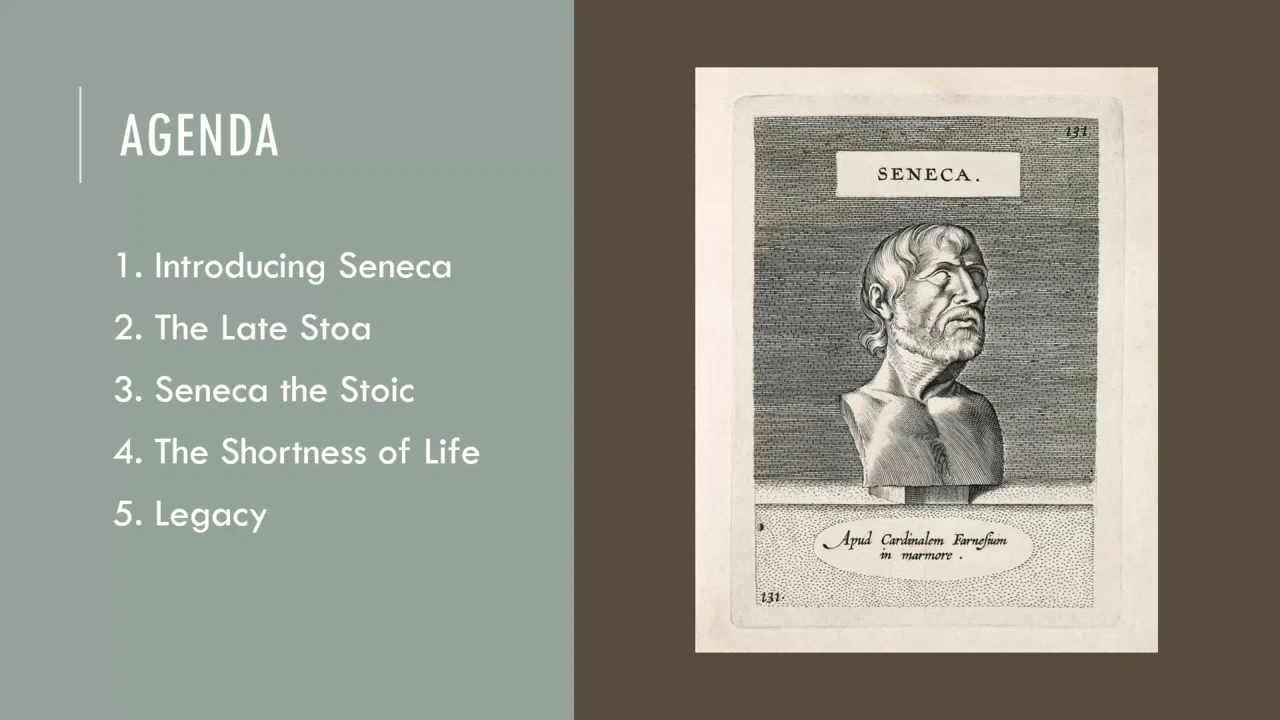 AGENDA
1. Introducing Seneca
2. The Late Stoa
3. Seneca the Stoic
4. The Shortness of Life
5. Legacy
131.
SENECA.
Apud Cardinalem Farnesium
in marmore .
131.